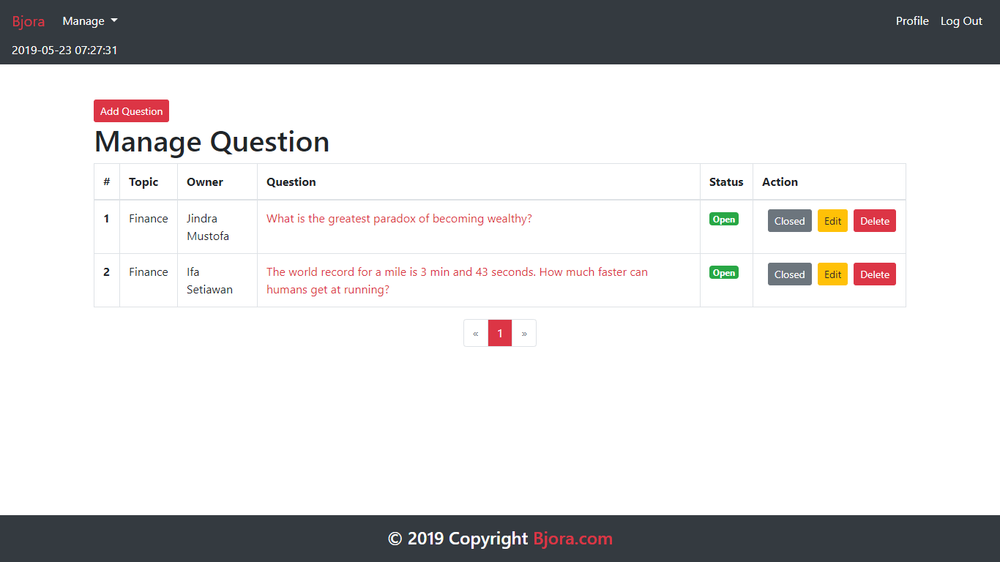 Bjora Manage Profile Log Out
2019-05-23 07:27:31
Add Question
Manage Question
# Topic Owner Question Status Action
1 Finance Jindra What is the greatest paradox of becoming wealthy? Open Closed Edit Delete
Mustofa
2 Finance Ifa The world record for a mile is 3 min and 43 seconds. How much faster can Open Closed Edit Delete
Setiawan humans get at running?
« 1 »
© 2019 Copyright Bjora.com